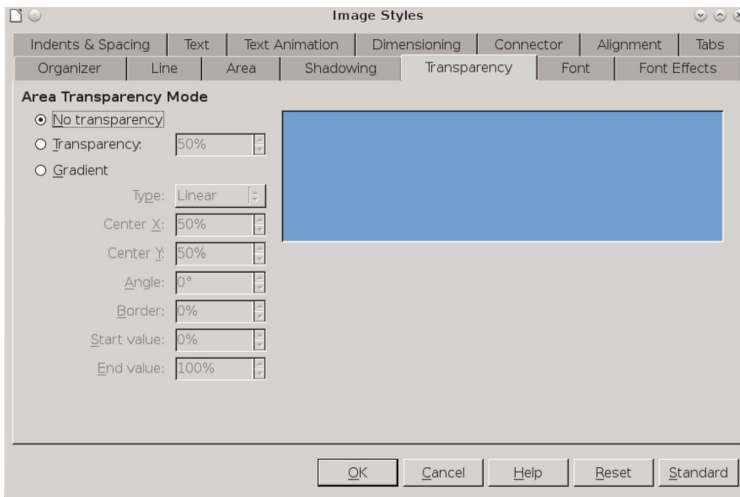 Image Styles
Indents & Spacing Text Text Animation Dimensioning Connector Alignment Tabs
Organizer Line Area Shadowing Transparency Font Font Effects
Area Transparency Mode
No transparency
Transparency: 50%
Gradient
Type: Linear
Center X: 50%
Center Y: 50%
Angle: 0°
Border: 0%
Start value: 0%
End value: 100%
OK Cancel Help Reset Standard